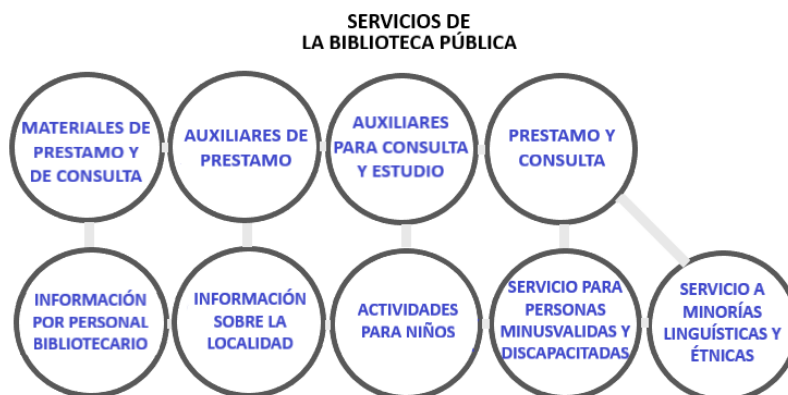 SERVICIOS DE
LA BIBLIOTECA PÚBLICA
MATERIALES DE
PRESTAMO Y
DE CONSULTA
AUXILIARES DE
PRESTAMO
AUXILIARES
PARA CONSULTA
Y ESTUDIO
PRESTAMO Y
CONSULTA
INFORMACIÓN
POR PERSONAL
BIBLIOTECARIO
INFORMACIÓN
SOBRE LA
LOCALIDAD
ACTIVIDADES
PARA NIÑOS
SERVICIO PARA
PERSONAS
MINUSVALIDAS Y
DISCAPACITADAS
SERVICIO A
MINORÍAS
LINGUÍSTICAS Y
ÉTNICAS